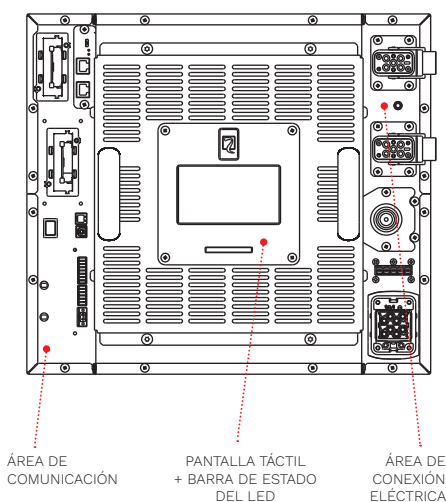 ÁREA DE
COMUNICACIÓN
PANTALLA TÁCTIL
+ BARRA DE ESTADO
DEL LED
ÁREA DE
CONEXIÓN
ELÉCTRICA